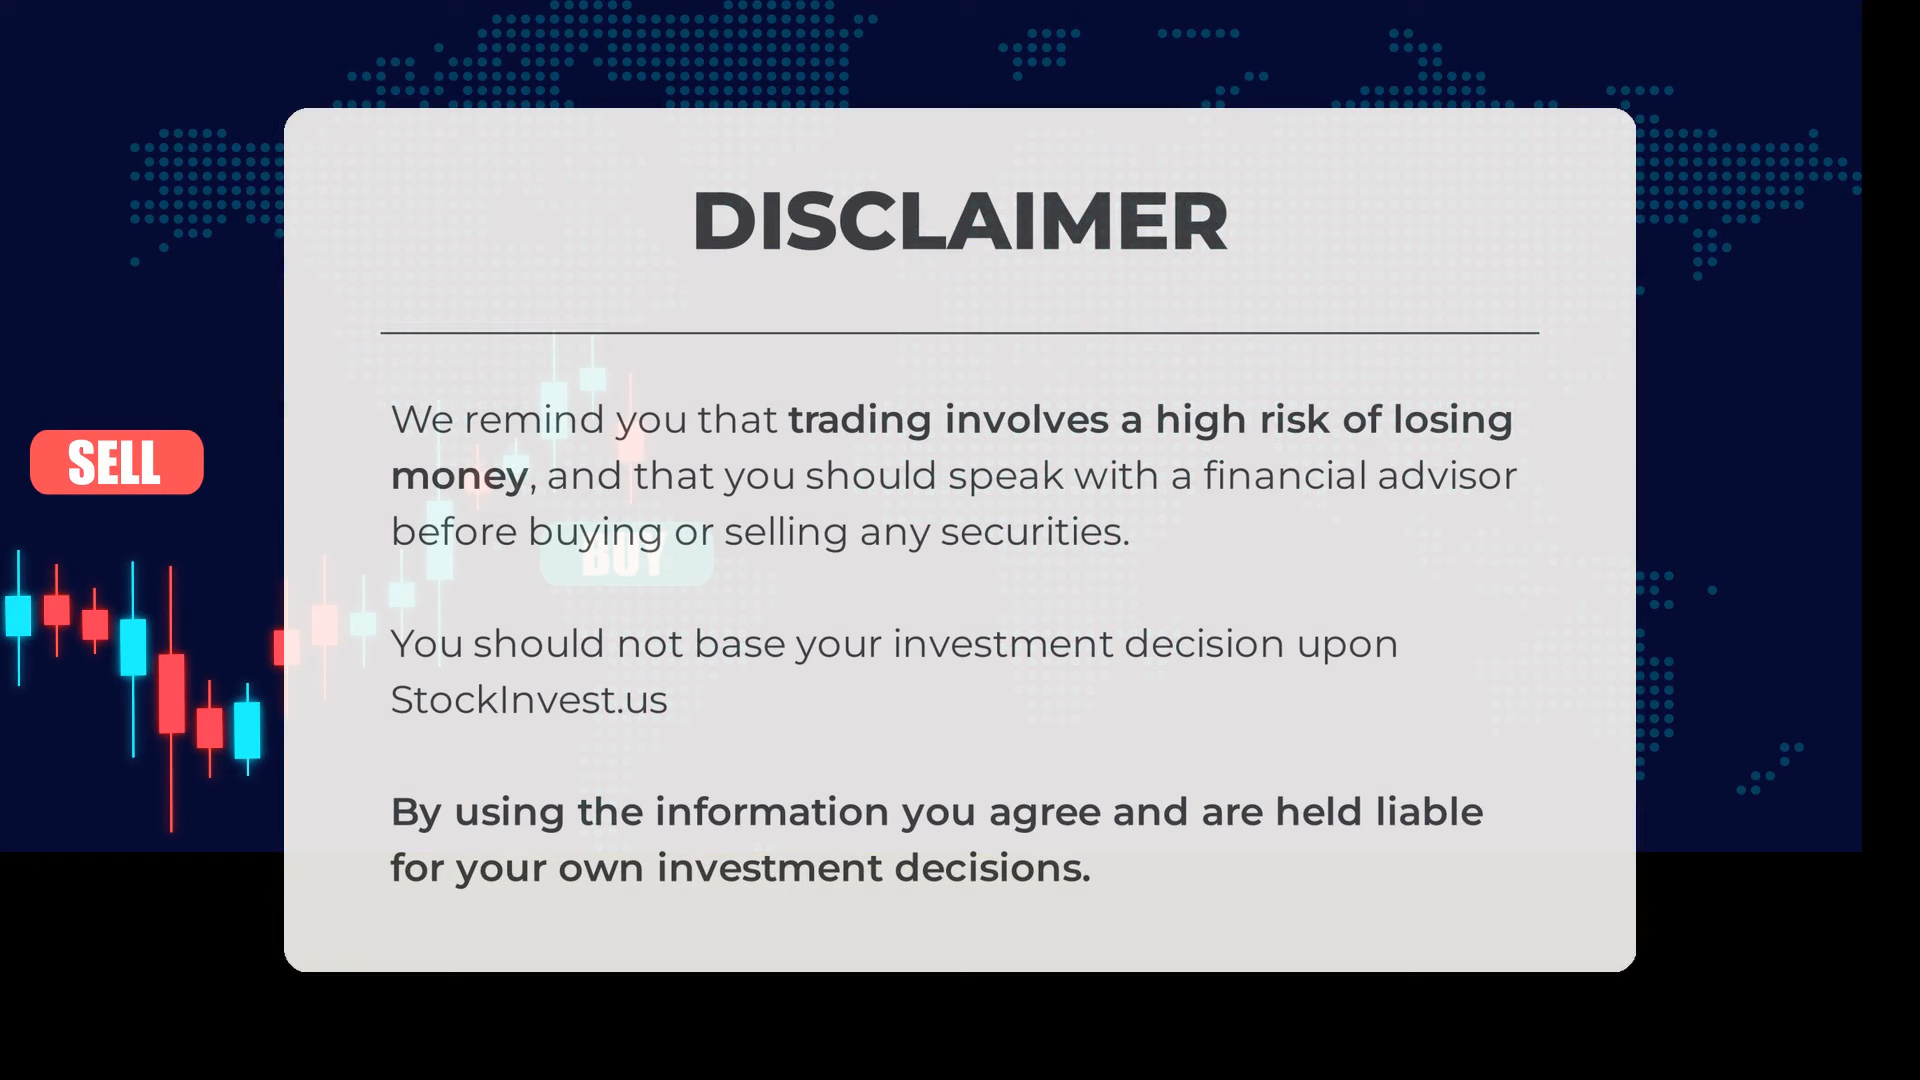 DISCLAIMER
SELL
We remind you that trading involves a high risk of losing
money, and that you should speak with a financial advisor
before buying or selling any securities.
BUY
You should not base your investment decision upon
StockInvest.us
By using the information you agree and are held liable
for your own investment decisions.